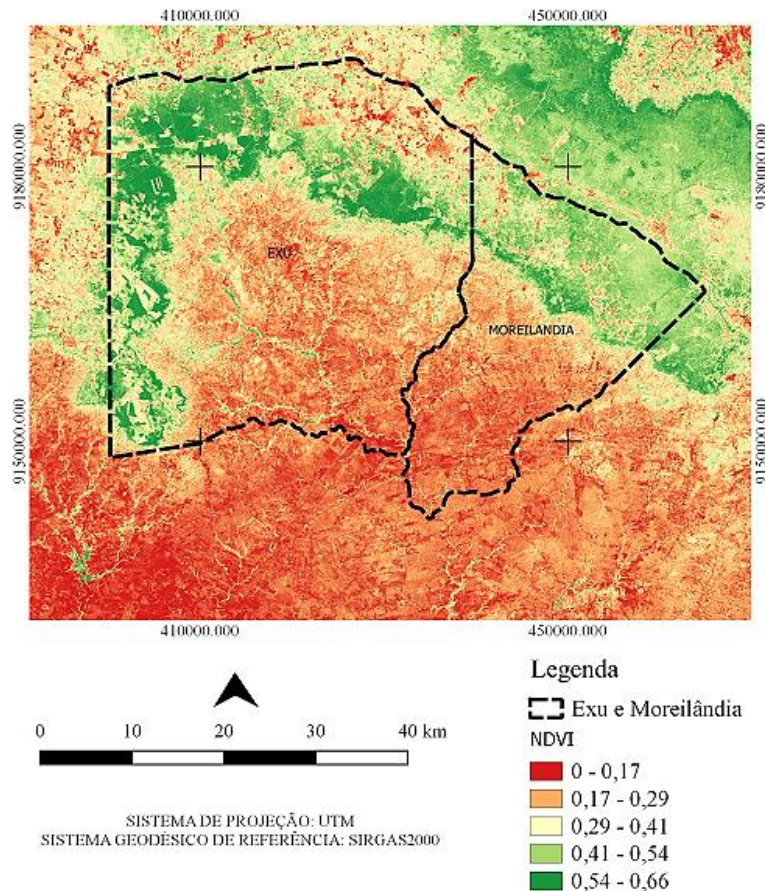 410000.000 450000.000
9180000.000 9180000.000
EXU
MOREILANDIA
9150000.000 9150000.000
410000.000 450000.000
Legenda
Exu e Moreilândia
NDVI
0 - 0,17
0,17 - 0,29
0,29 - 0,41
0,41 - 0,54
0,54 - 0,66
0 10 20 30 40 km
SISTEMA DE PROJEÇÃO: UTM
SISTEMA GEODÉSICO DE REFERÊNCIA: SIRGAS2000